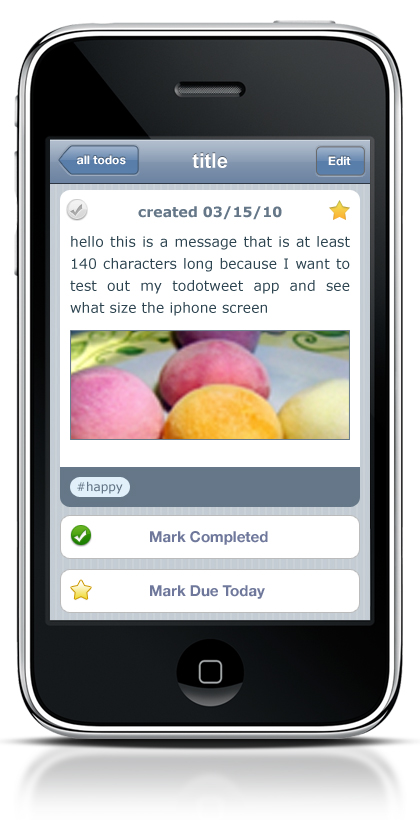 all todos
title
Edit
created 03/15/10
hello this is a message that is at least
140 characters long because I want to
test out my todotweet app and see
what size the iphone screen
#happy
Mark Completed
Mark Due Today